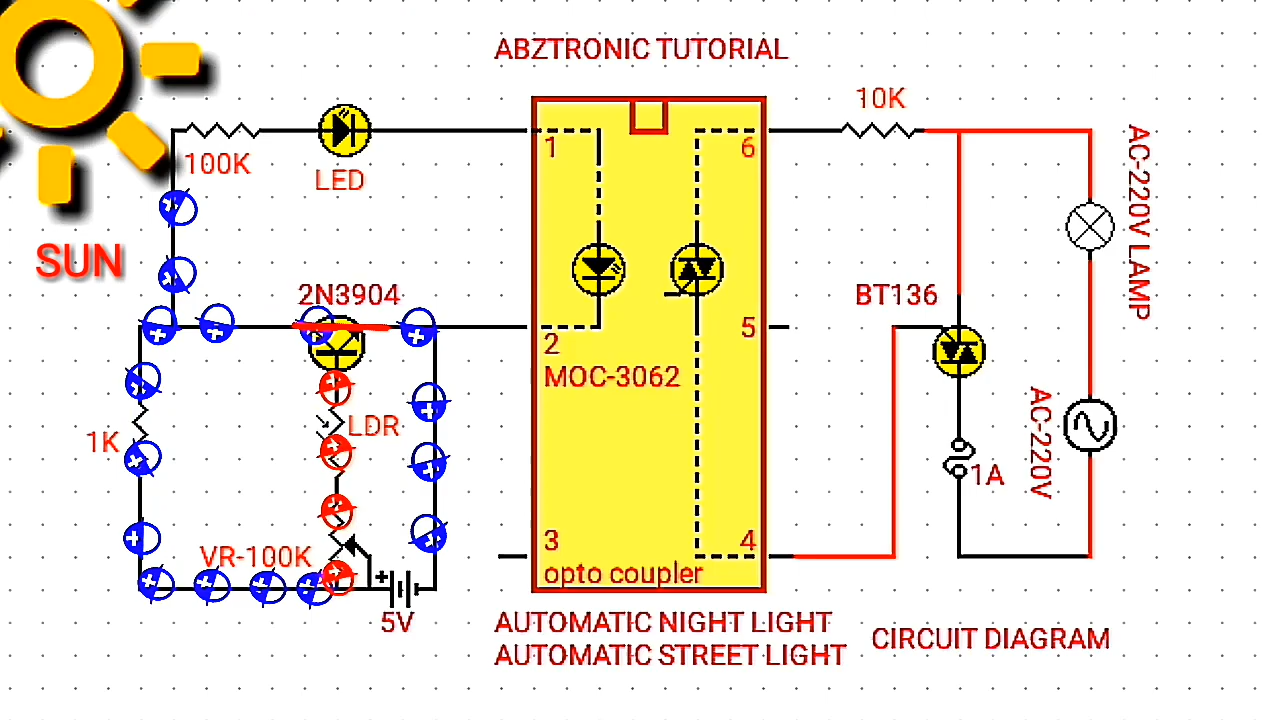 ABZTRONIC TUTORIAL
10K
100K
LED
1
6
AC-220V LAMP
SUN
2N3904
BT136
2
5
MOC-3062
1K
LDR
AC-220V
1A
3
4
VR-100K
opto coupler
+
5V
AUTOMATIC NIGHT LIGHT
AUTOMATIC STREET LIGHT
CIRCUIT DIAGRAM